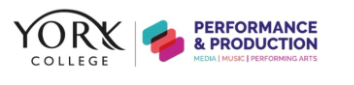 YORK
COLLEGE
PERFORMANCE
& PRODUCTION
MEDIA | MUSIC | PERFORMING ARTS